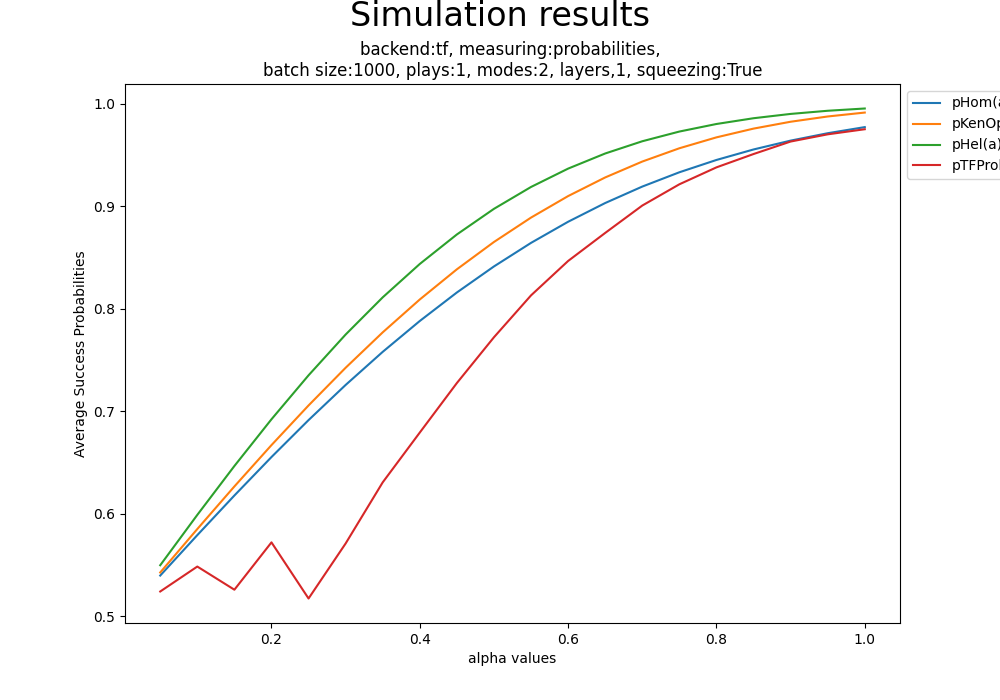 Simulation results
backend:tf, measuring:probabilities,
batch size:1000, plays:1, modes:2, layers,1, squeezing:True
1.0
0.9
0.8
0.7
0.6
0.5
Average Success Probabilities
0.2
0.4
0.6
0.8
1.0
alpha values
pHel(a)